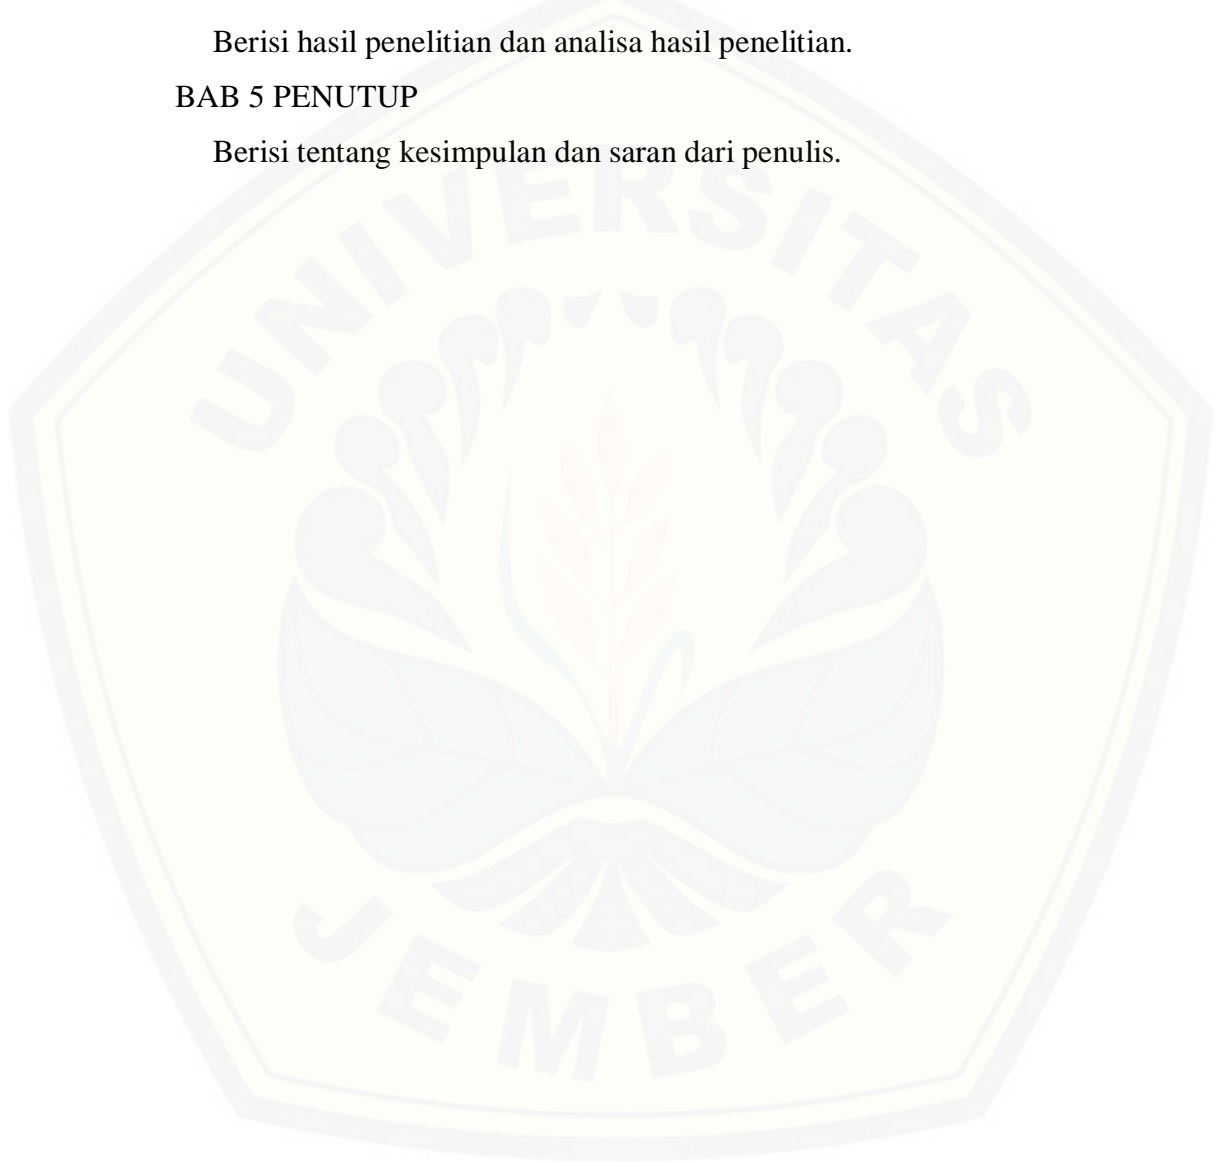 Berisi hasil penelitian dan analisa hasil penelitian.
BAB 5 PENUTUP
Berisi tentang kesimpulan dan saran dari penulis.
UNIVERSITAS
JEMBER